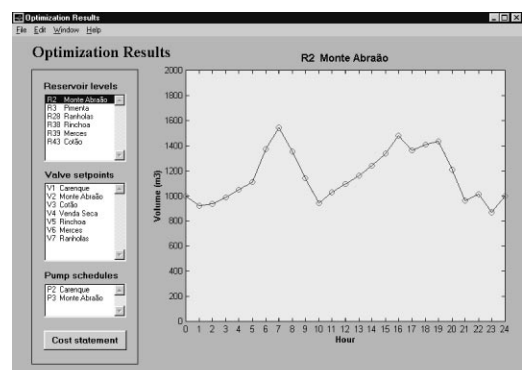 Optimization Results
File Edit Window Help
Optimization Results
Reservoir levels
R2 Monte Abraão
R3 Pimenta
R28 Ranholas
R38 Rinchoa
R39 Merces
R43 Cotão
Valve setpoints
V1 Carenque
V2 Monte Abraão
V3 Cotão
V4 Venda Seca
V5 Rinchoa
V6 Merces
V7 Ranholas
Pump schedules
P2 Carenque
P3 Monte Abraão
Cost statement
R2 Monte Abraão
Volume (m3)
2000
1800
1600
1400
1200
1000
800
600
400
200
0
0 1 2 3 4 5 6 7 8 9 10 11 12 13 14 15 16 17 18 19 20 21 22 23 24
Hour